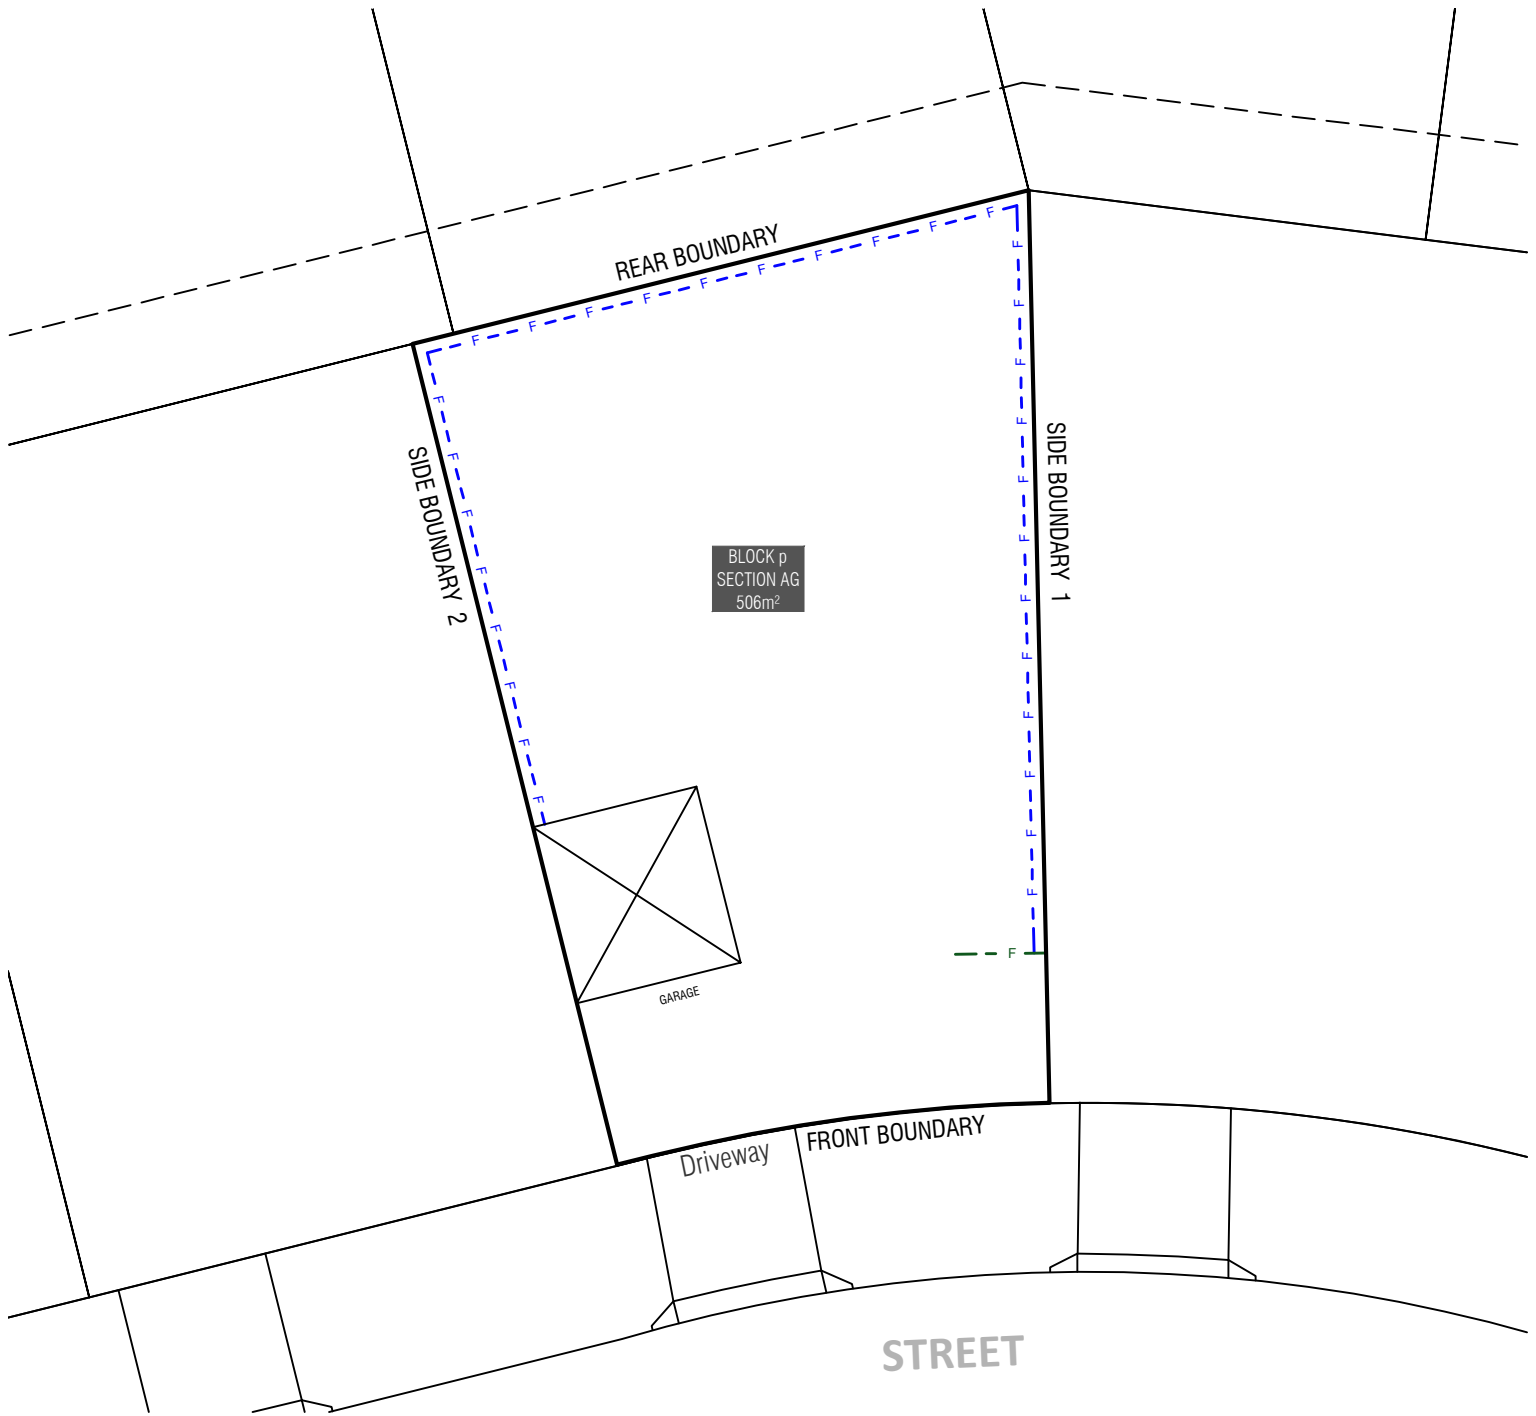 REAR BOUNDARY
F F F F F F F F F F
F F F F F F F F F F F F
F F F F F F F F
SIDE BOUNDARY 2
SIDE BOUNDARY 1
BLOCK p
SECTION AG
506m²
F
GARAGE
Driveway
FRONT BOUNDARY
STREET